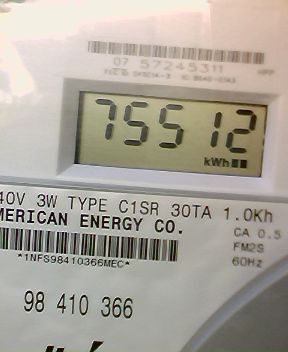 07 57245311
75512
kWh
40V 3W TYPE C1SR 30TA 1.0Kh
MERICAN ENERGY CO.
CA 0.5
FM2S
*1NFS98410366MEC*
60Hz
98 410 366